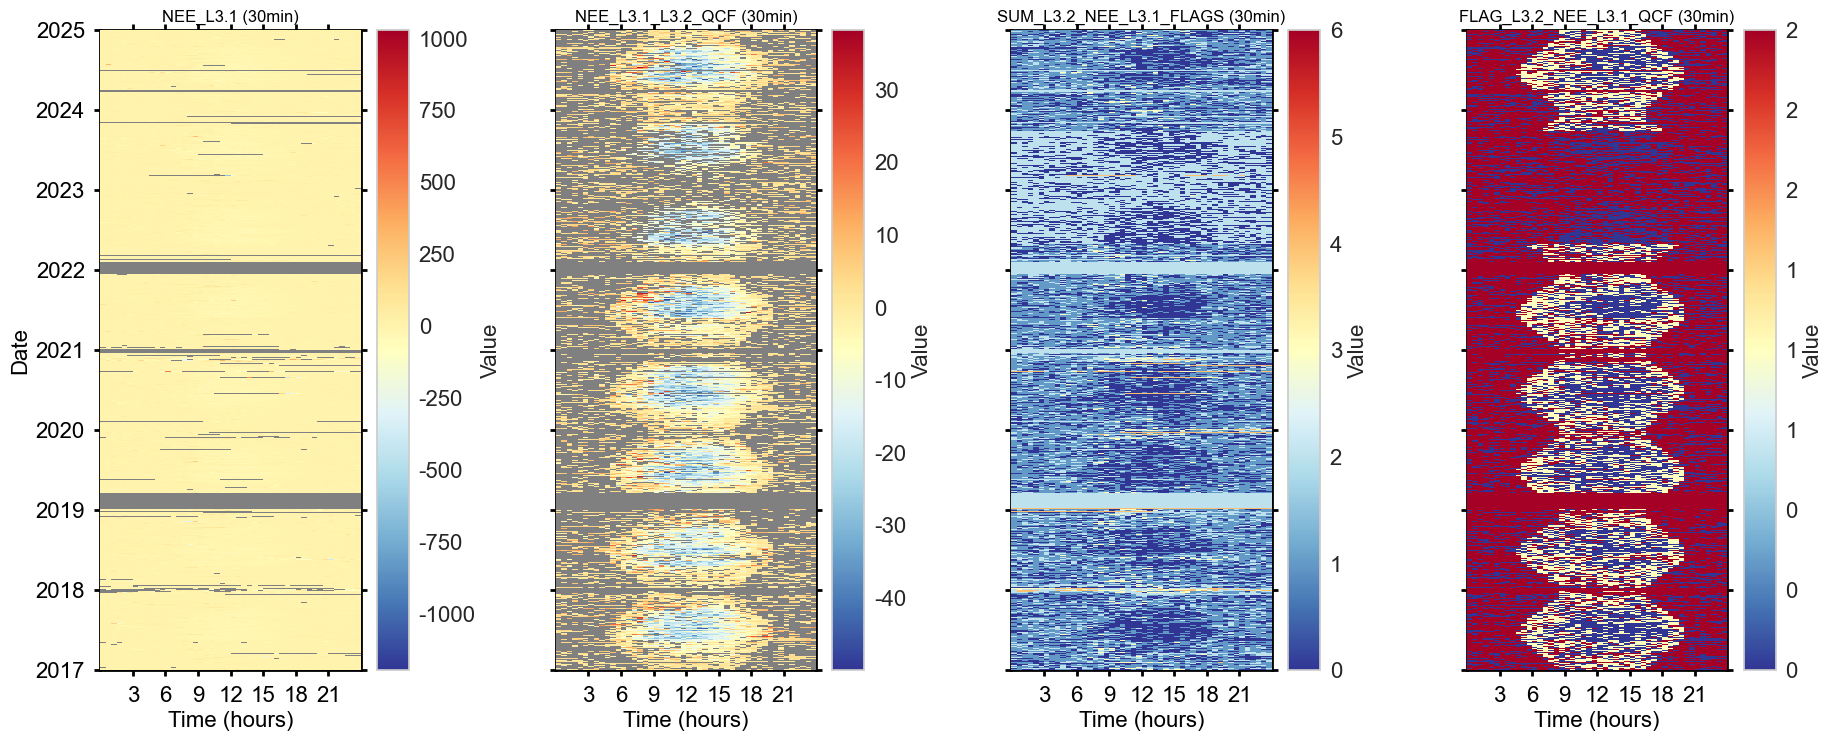 NEE_L3.1 (30min)
2025
2024
2023
2022
2021
2020
2019
2018
2017
Date
3 6 9 12 15 18 21
Time (hours)
1000
750
500
250
0
-250
-500
-750
-1000
Value
NEE_L3.1_L3.2_QCF (30min)
3 6 9 12 15 18 21
Time (hours)
30
20
10
0
-10
-20
-30
-40
Value
SUM_L3.2_NEE_L3.1_FLAGS (30min)
3 6 9 12 15 18 21
Time (hours)
6
5
4
3
2
1
0
Value
FLAG_L3.2_NEE_L3.1_QCF (30min)
3 6 9 12 15 18 21
Time (hours)
2
2
2
1
1
1
0
0
0
Value